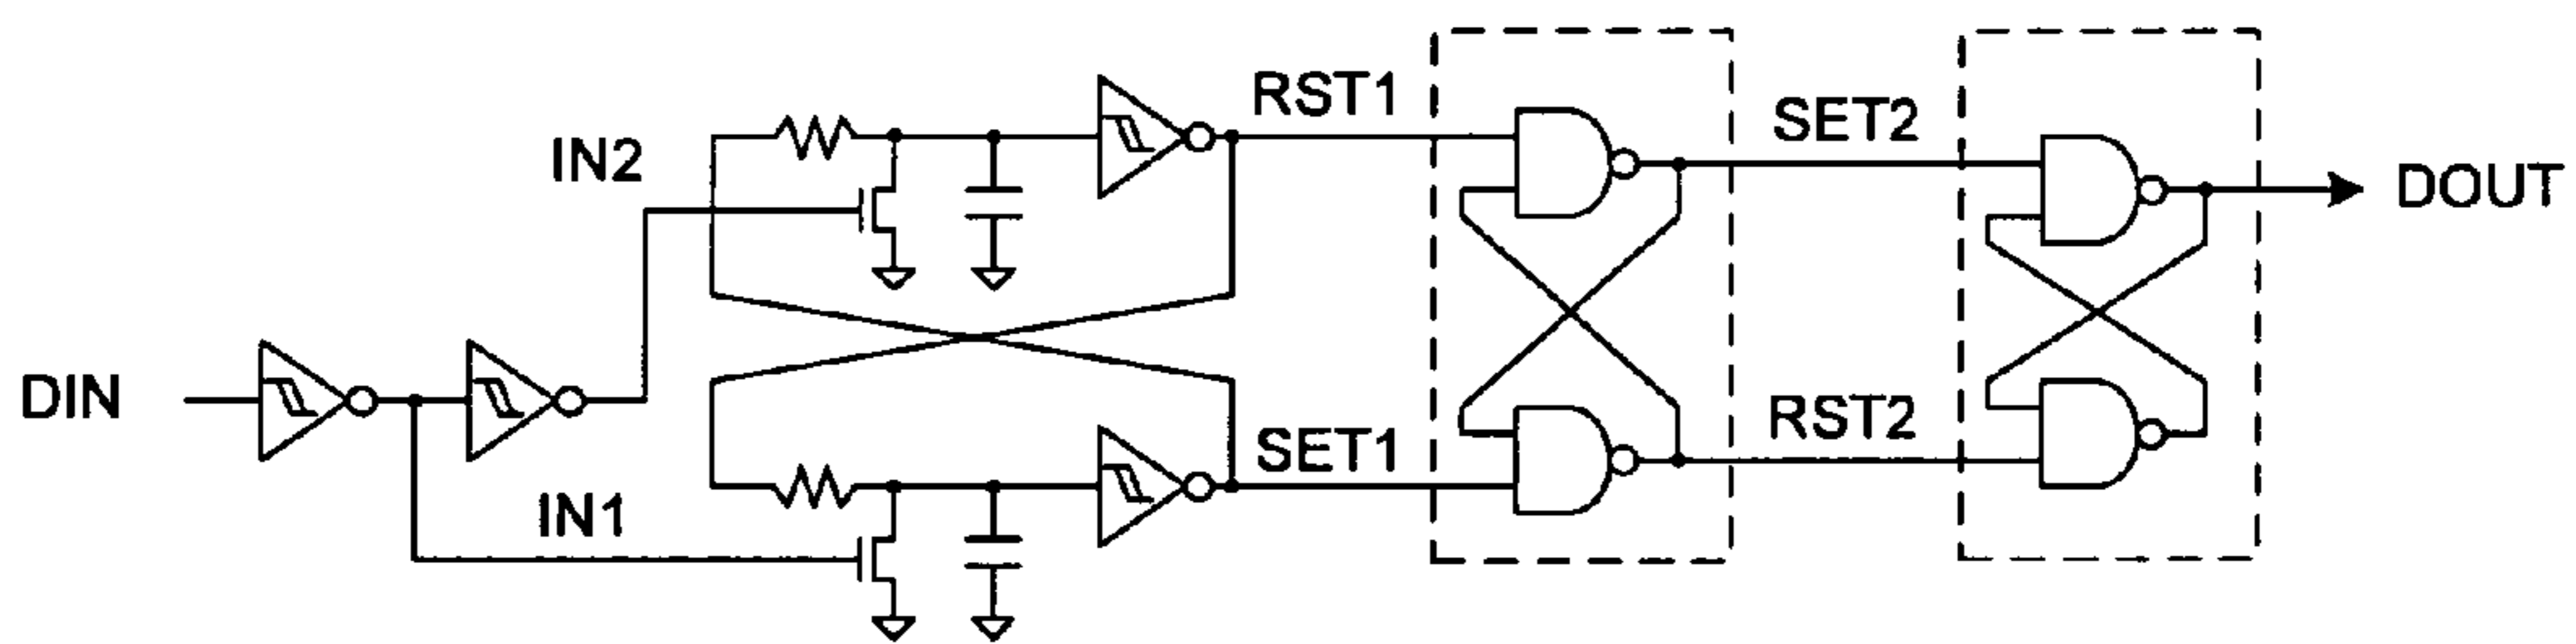 RST1
SET2
IN2
DOUT
DIN
RST2
SET1
IN1